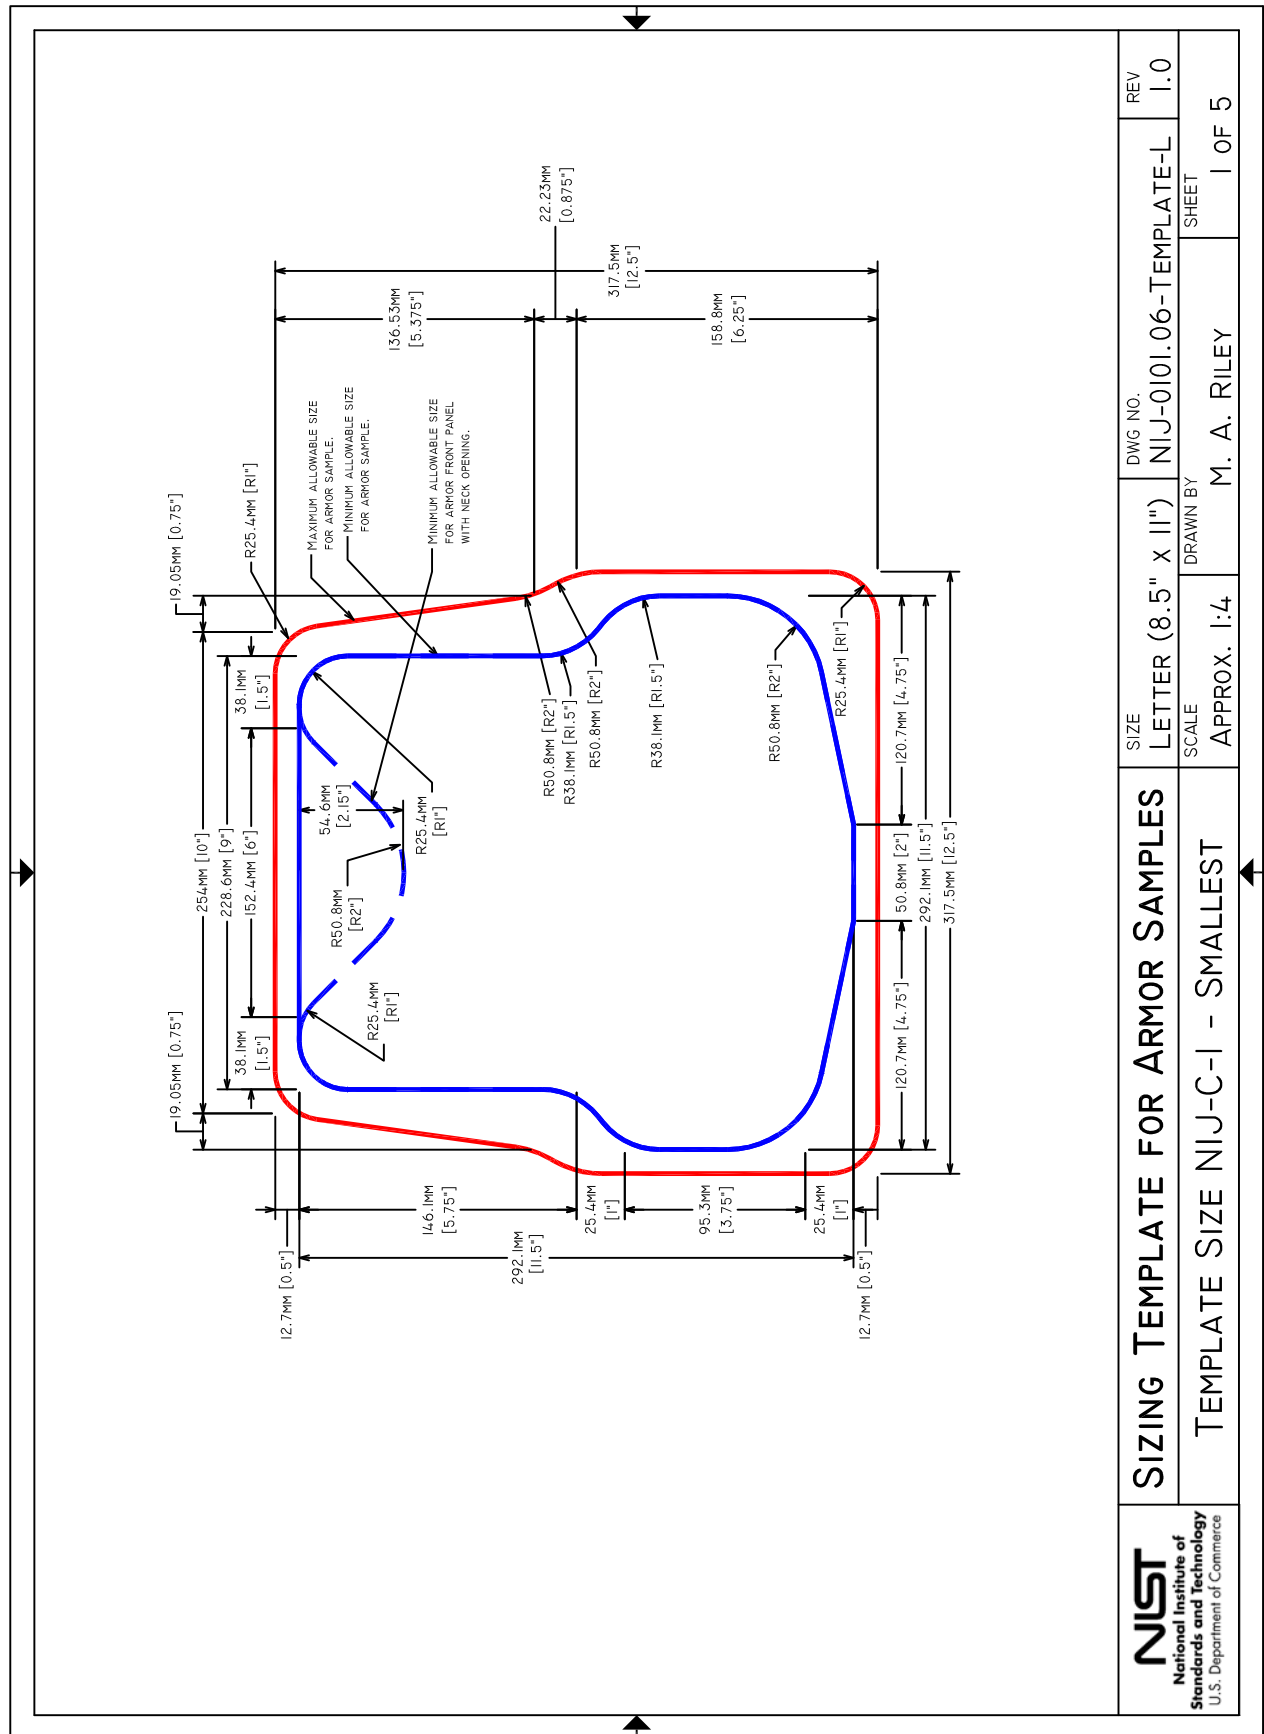 19.05MM [0.75"]
254MM [10"]
19.05MM [0.75"]
228.6MM [9"]
38.1MM
[1.5"]
152.4MM [6"]
38.1MM
[1.5"]
R25.4MM [R1"]
12.7MM [0.5"]
MAXIMUM ALLOWABLE SIZE
FOR ARMOR SAMPLE.
MINIMUM ALLOWABLE SIZE
FOR ARMOR SAMPLE.
MINIMUM ALLOWABLE SIZE
FOR ARMOR FRONT PANEL
WITH NECK OPENING.
54.6MM
[2.15"]
R50.8MM
[R2"]
R25.4MM
[R1"]
R25.4MM
[R1"]
136.53MM
[5.375"]
22.23MM
[0.875"]
317.5MM
[12.5"]
158.8MM
[6.25"]
146.1MM
[5.75"]
292.1MM
[11.5"]
25.4MM
[1"]
95.3MM
[3.75"]
25.4MM
[1"]
12.7MM [0.5"]
R50.8MM [R2"]
R38.1MM [R1.5"]
R50.8MM [R2"]
R38.1MM [R1.5"]
R50.8MM [R2"]
R25.4MM [R1"]
120.7MM [4.75"]
50.8MM [2"]
120.7MM [4.75"]
292.1MM [11.5"]
317.5MM [12.5"]
NIST
National Institute of
Standards and Technology
U.S. Department of Commerce
SIZING TEMPLATE FOR ARMOR SAMPLES
TEMPLATE SIZE NIJ-C-1 - SMALLEST
SIZE
LETTER (8.5" X 11")
DWG NO.
NIJ-0101.06-TEMPLATE-L
REV
1.0
SCALE
APPROX. 1:4
DRAWN BY
M. A. RILEY
SHEET
1 OF 5